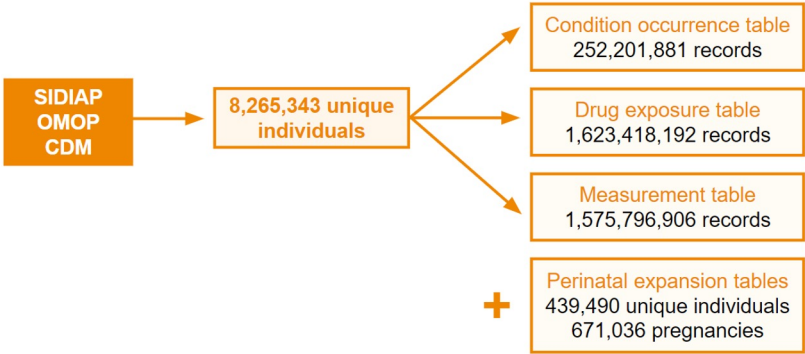 SIDIAP
OMOP
CDM
8,265,343 unique
individuals
Condition occurrence table
252,201,881 records
Drug exposure table
1,623,418,192 records
Measurement table
1,575,796,906 records
+
Perinatal expansion tables
439,490 unique individuals
671,036 pregnancies